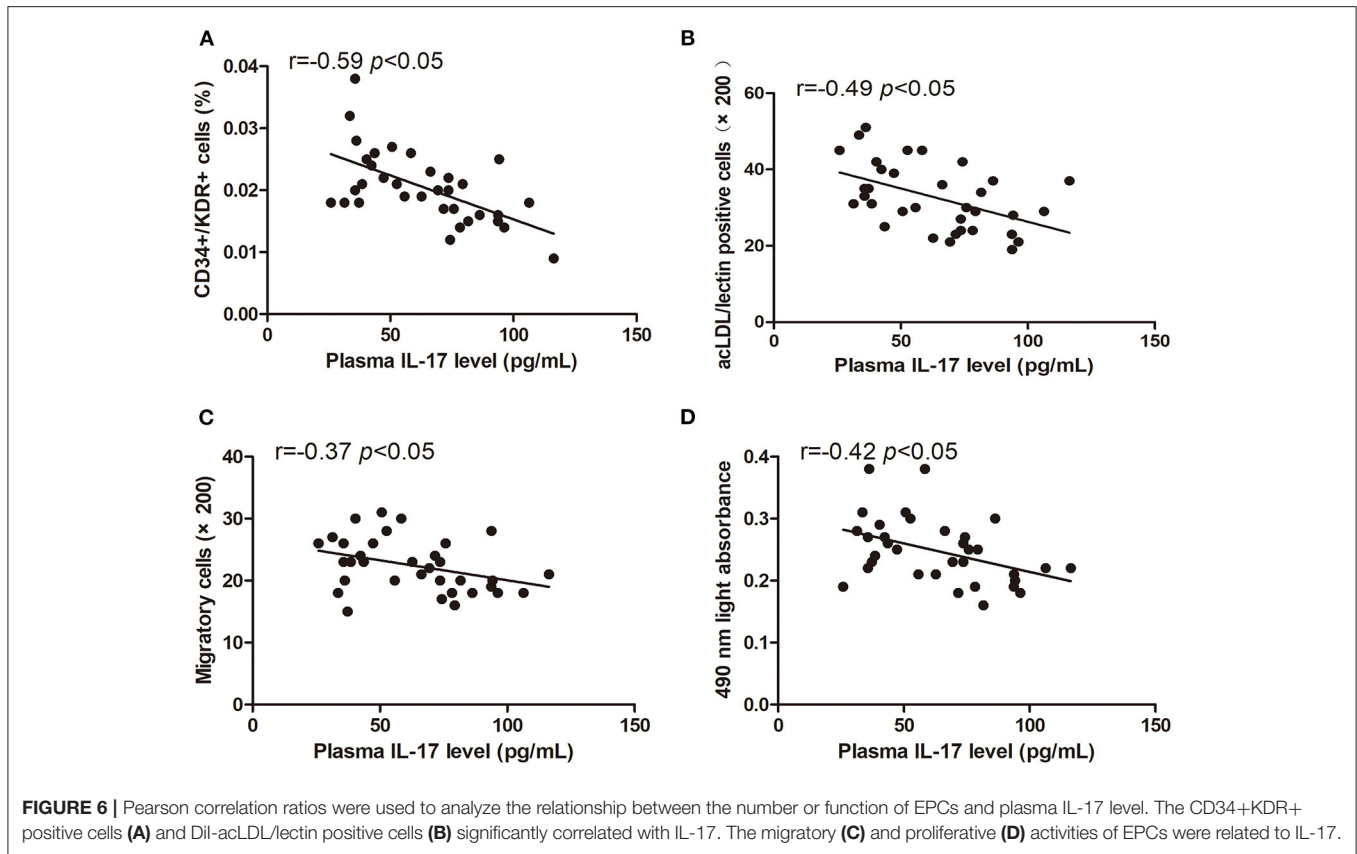 A
r=-0.59 p<0.05
CD34+/KDR+ cells (%)
0.04
0.03
0.02
0.01
0.00
0
50
100
150
Plasma IL-17 level (pg/mL)
B
r=-0.49 p<0.05
acLDL/lectin positive cells (× 200)
60
40
20
0
0
50
100
150
Plasma IL-17 level (pg/mL)
C
r=-0.37 p<0.05
Migratory cells (× 200)
40
30
20
10
0
0
50
100
150
Plasma IL-17 level (pg/mL)
D
r=-0.42 p<0.05
490 nm light absorbance
0.4
0.3
0.2
0.1
0.0
0
50
100
150
Plasma IL-17 level (pg/mL)
FIGURE 6 | Pearson correlation ratios were used to analyze the relationship between the number or function of EPCs and plasma IL-17 level. The CD34+KDR+
positive cells (A) and Dil-acLDL/lectin positive cells (B) significantly correlated with IL-17. The migratory (C) and proliferative (D) activities of EPCs were related to IL-17.